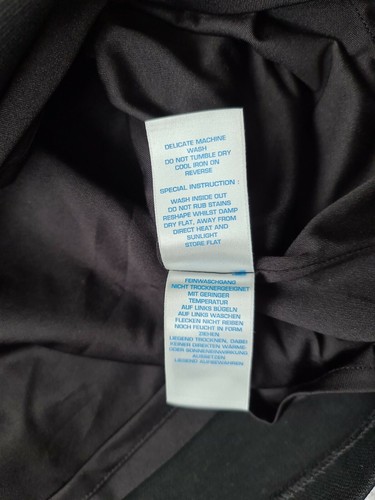 DELICATE MACHINE
WASH
DO NOT TUMBLE DRY
COOL IRON ON
REVERSE
SPECIAL INSTRUCTION :
WASH INSIDE OUT
DO NOT RUB STAINS
RESHAPE WHILST DAMP
DRY FLAT, AWAY FROM
DIRECT HEAT AND
SUNLIGHT
STORE FLAT
FEINWASCHGANG
NICHT TROCKNERGEEIGNET
MIT GERINGER
TEMPERATUR
AUF LINKS BÜGELN
AUF LINKS WASCHEN
FLECKEN NICHT REIBEN
NOCH FEUCHT IN FORM
ZIEHEN
LIEGEND TROCKNEN, DABEI
KEINER DIREKTEN WÄRME-
ODER SONNENEINWIRKUNG
AUSSETZEN
LIEGEND AUFBEWAHREN